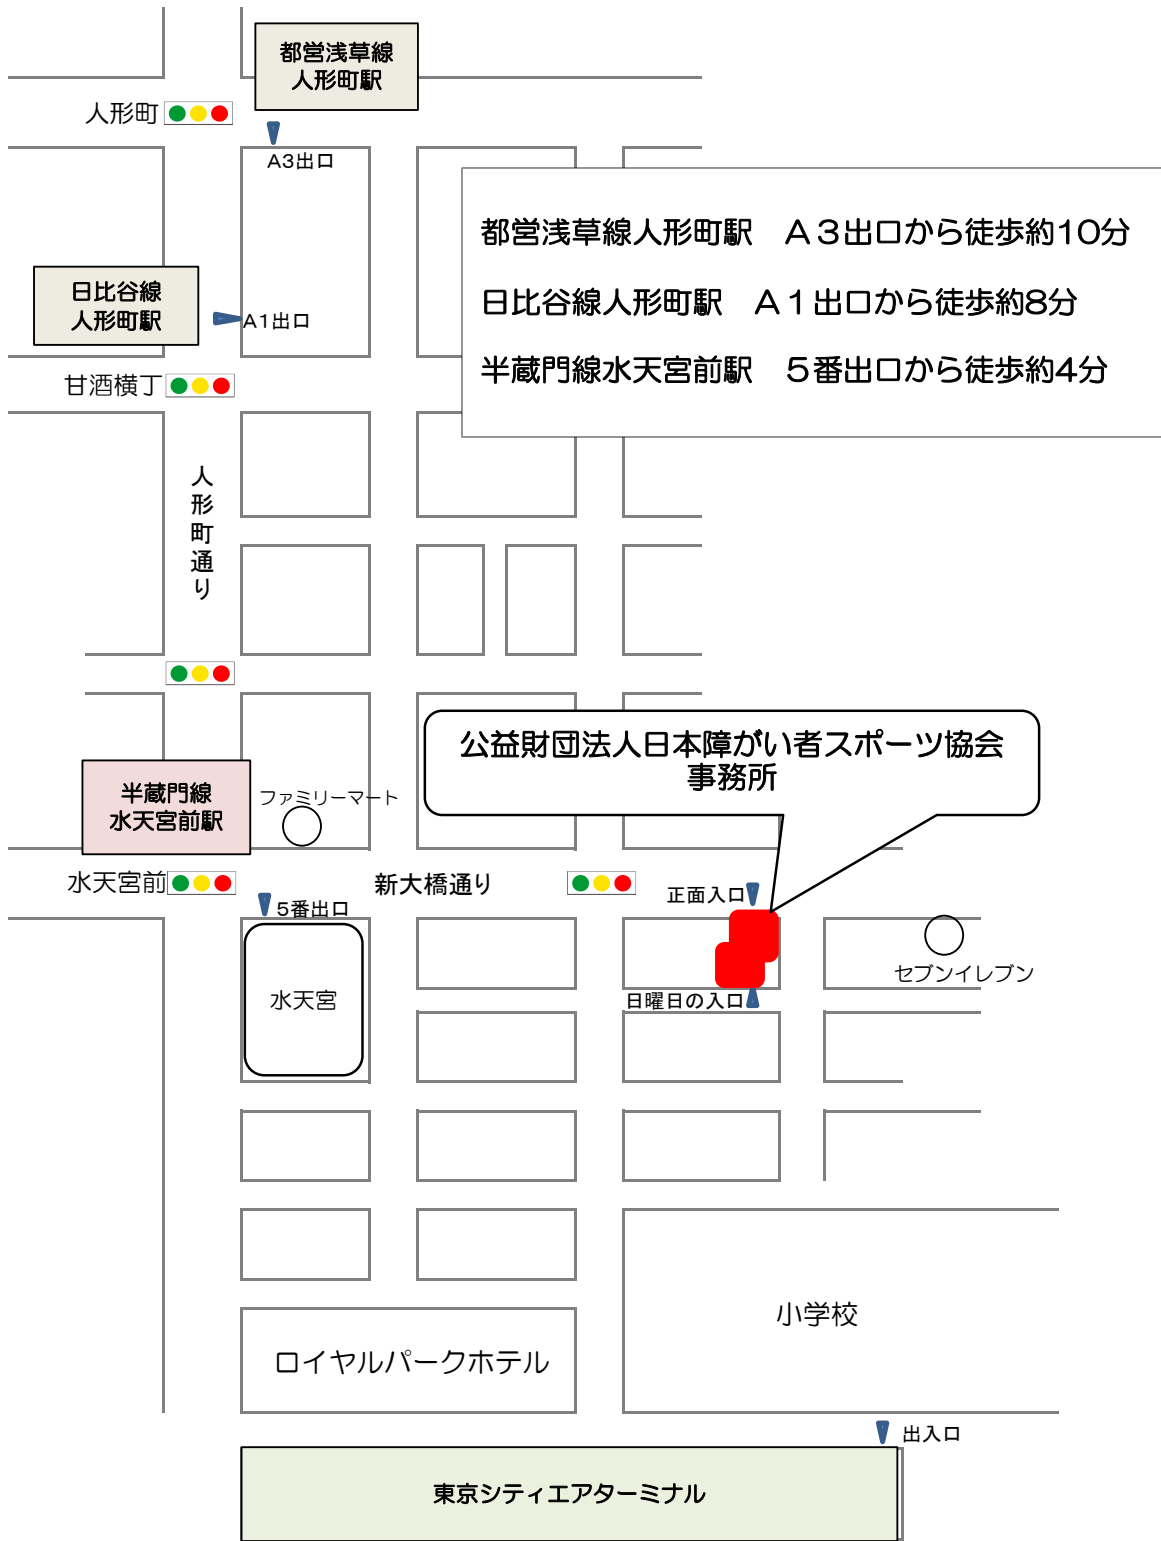 都営浅草線
人形町駅
人形町
A3出口
都営浅草線人形町駅　A3出口から徒歩約10分
日比谷線人形町駅　A1出口から徒歩約8分
半蔵門線水天宮前駅　5番出口から徒歩約4分
日比谷線
人形町駅
A1出口
甘酒横丁
人形町通り
公益財団法人日本障がい者スポーツ協会
事務所
半蔵門線
水天宮前駅
ファミリーマート
水天宮前
新大橋通り
正面入口
5番出口
セブンイレブン
水天宮
日曜日の入口
小学校
ロイヤルパークホテル
出入口
東京シティエアターミナル